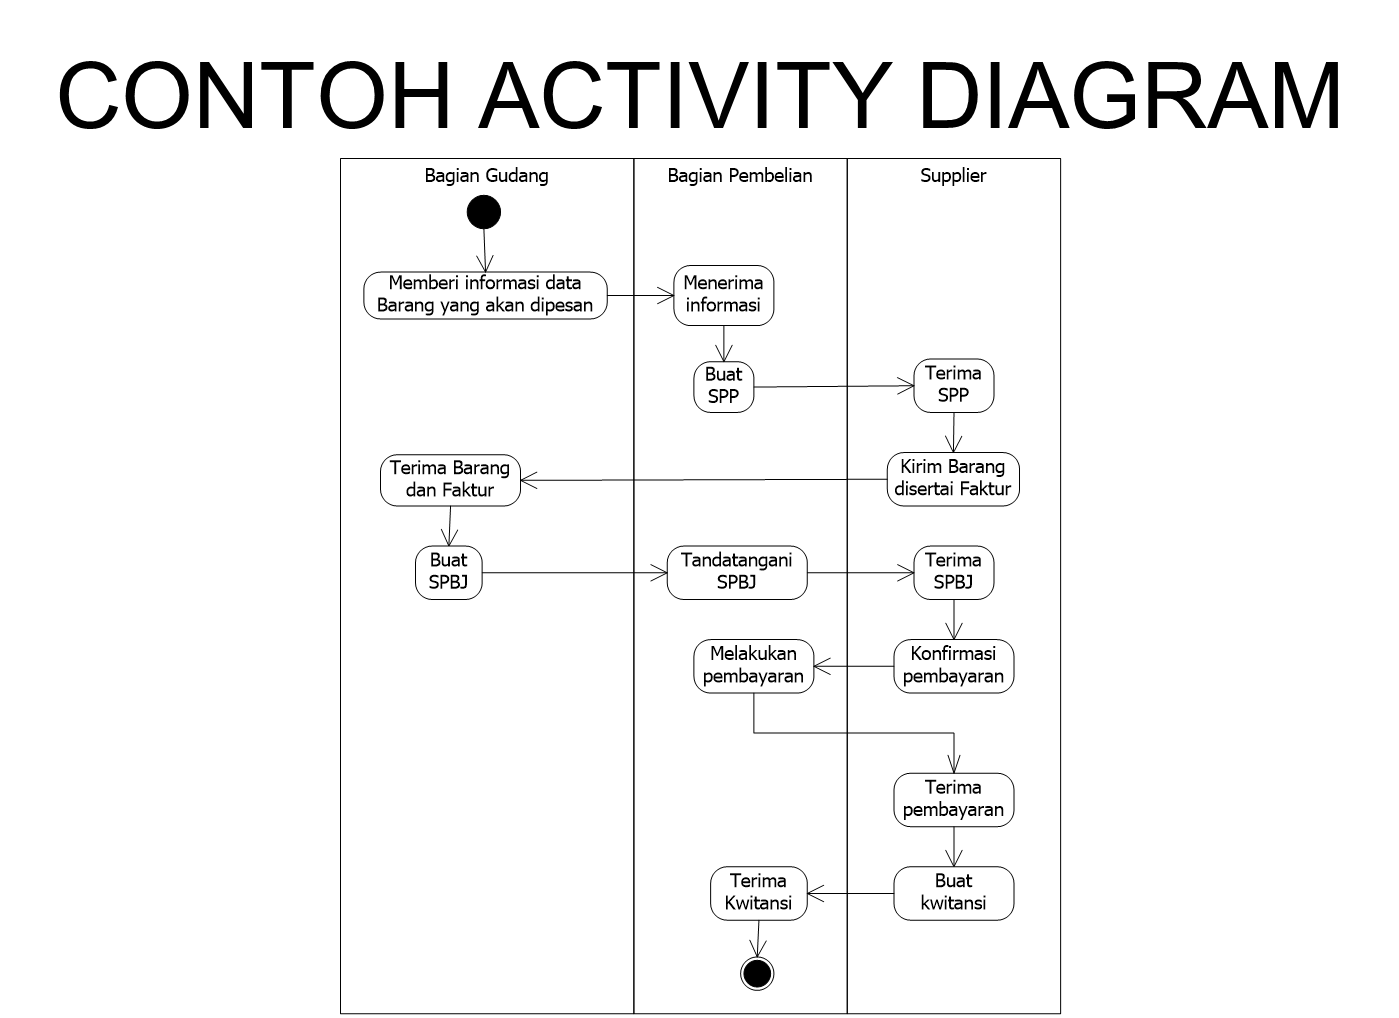 CONTOH ACTIVITY DIAGRAM
Bagian Gudang
Bagian Pembelian
Supplier
Memberi informasi data
Barang yang akan dipesan
Menerima
informasi
Buat
SPP
Terima
SPP
Kirim Barang
disertai Faktur
Terima Barang
dan Faktur
Buat
SPBJ
Tandatangani
SPBJ
Terima
SPBJ
Konfirmasi
pembayaran
Melakukan
pembayaran
Terima
pembayaran
Buat
kwitansi
Terima
Kwitansi